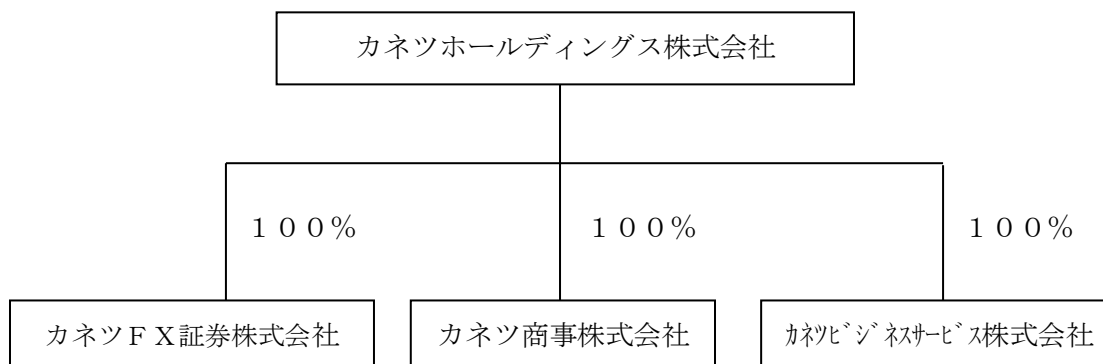 カネツホールディングス株式会社
１００％
１００％
１００％
カネツＦＸ証券株式会社
カネツ商事株式会社
ｶﾈﾂﾋﾞｼﾞﾈｽｻｰﾋﾞｽ株式会社